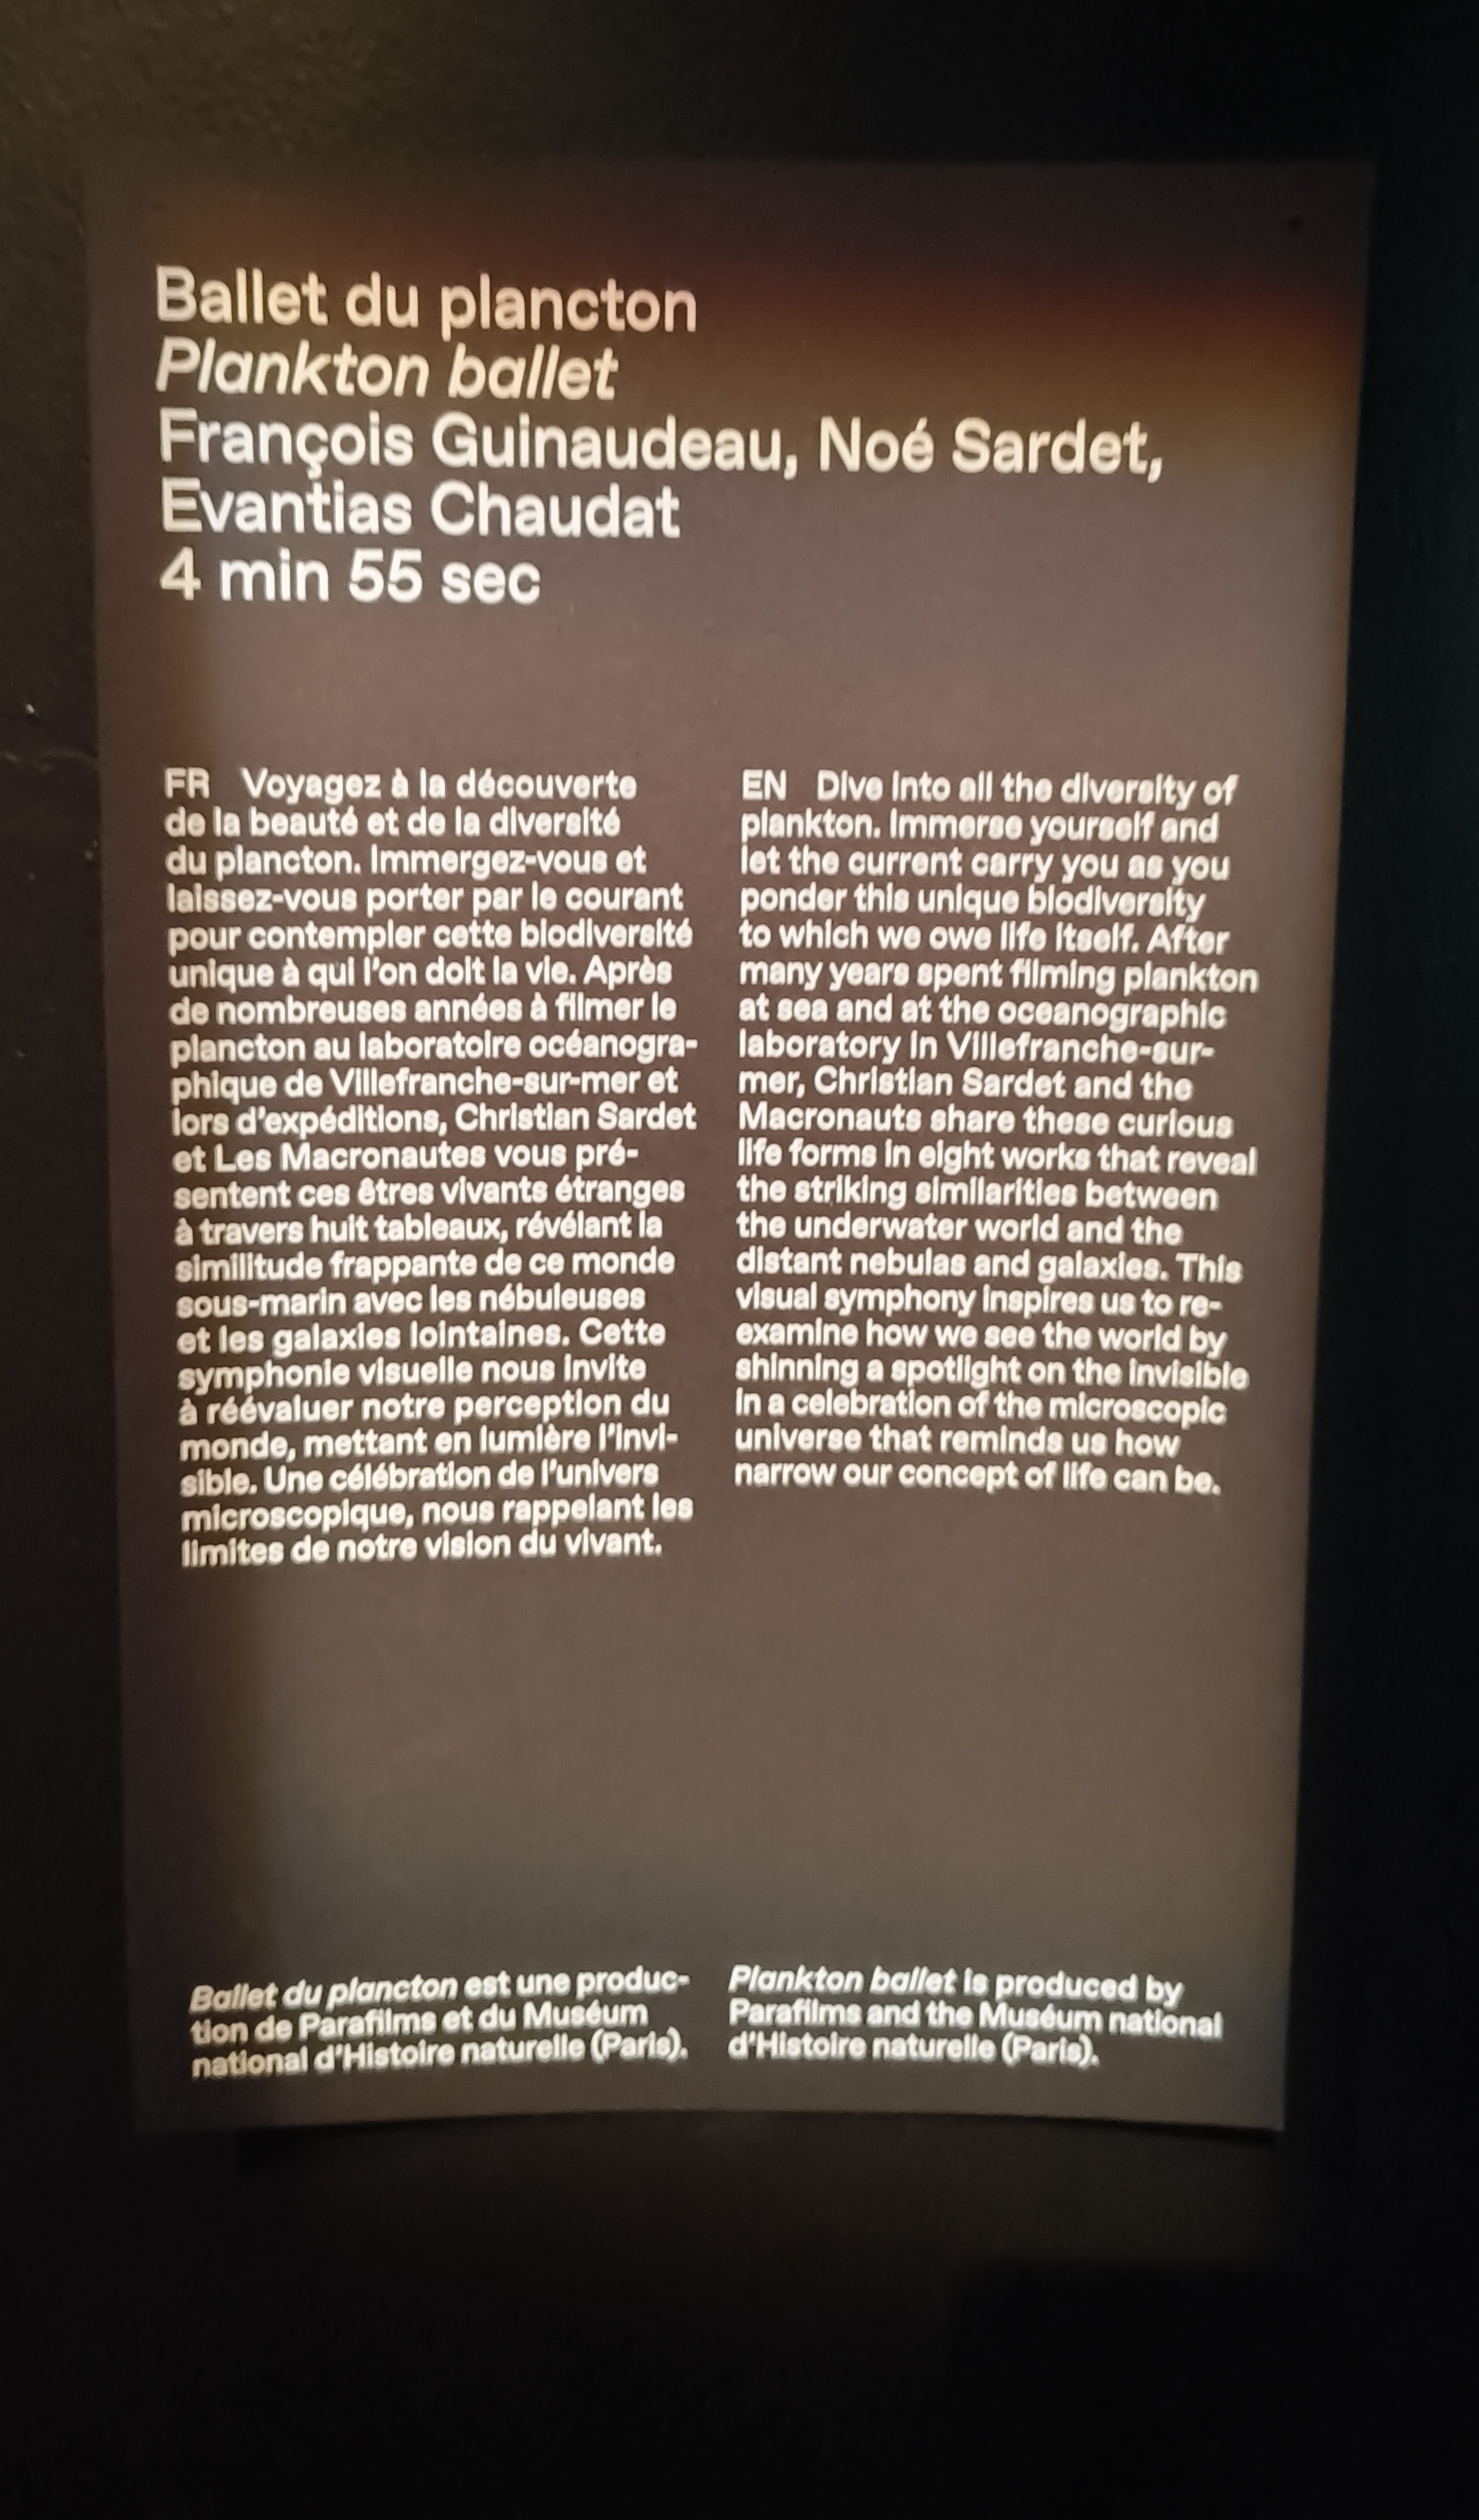 Ballet du plancton
Plankton ballet
François Guinaudeau, Noé Sardet,
Evantias Chaudat
4 min 55 sec
FR Voyagez à la découverte
de la beauté et de la diversité
du plancton. Immergez-vous et
laissez-vous porter par le courant
pour contempler cette biodiversité
unique à qui l'on doit la vie. Après
de nombreuses années à filmer le
plancton au laboratoire océanogra-
phique de Villefranche-sur-mer et
lors d'expéditions, Christian Sardet
et Les Macronautes vous pré-
sentent ces êtres vivants étranges
à travers huit tableaux, révélant la
similitude frappante de ce monde
sous-marin avec les nébuleuses
et les galaxies lointaines. Cette
symphonie visuelle nous invite
à réévaluer notre perception du
monde, mettant en lumière l'invi-
sible. Une célébration de l'univers
microscopique, nous rappelant les
limites de notre vision du vivant.
EN Dive into all the diversity of
plankton. Immerse yourself and
let the current carry you as you
ponder this unique biodiversity
to which we owe life itself. After
many years spent filming plankton
at sea and at the oceanographic
laboratory in Villefranche-sur-
mer, Christian Sardet and the
Macronauts share these curious
life forms in eight works that reveal
the striking similarities between
the underwater world and the
distant nebulas and galaxies. This
visual symphony inspires us to re-
examine how we see the world by
shinning a spotlight on the invisible
in a celebration of the microscopic
universe that reminds us how
narrow our concept of life can be.
Ballet du plancton est une produc-
tion de Parafilms et du Muséum
national d'Histoire naturelle (Paris).
Plankton ballet is produced by
Parafilms and the Muséum national
d'Histoire naturelle (Paris).